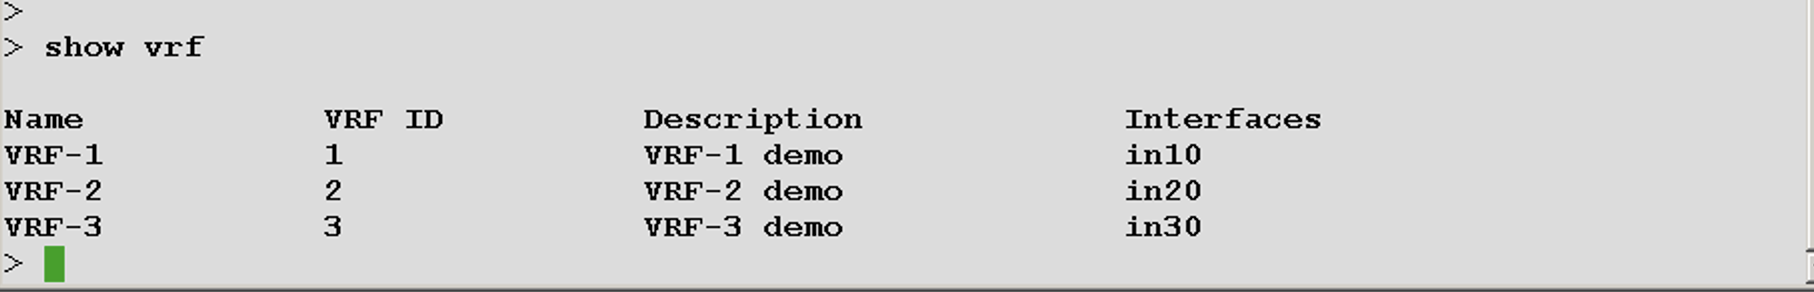 >
> show vrf
Name VRF ID Description Interfaces
VRF-1 1 VRF-1 demo in10
VRF-2 2 VRF-2 demo in20
VRF-3 3 VRF-3 demo in30
>